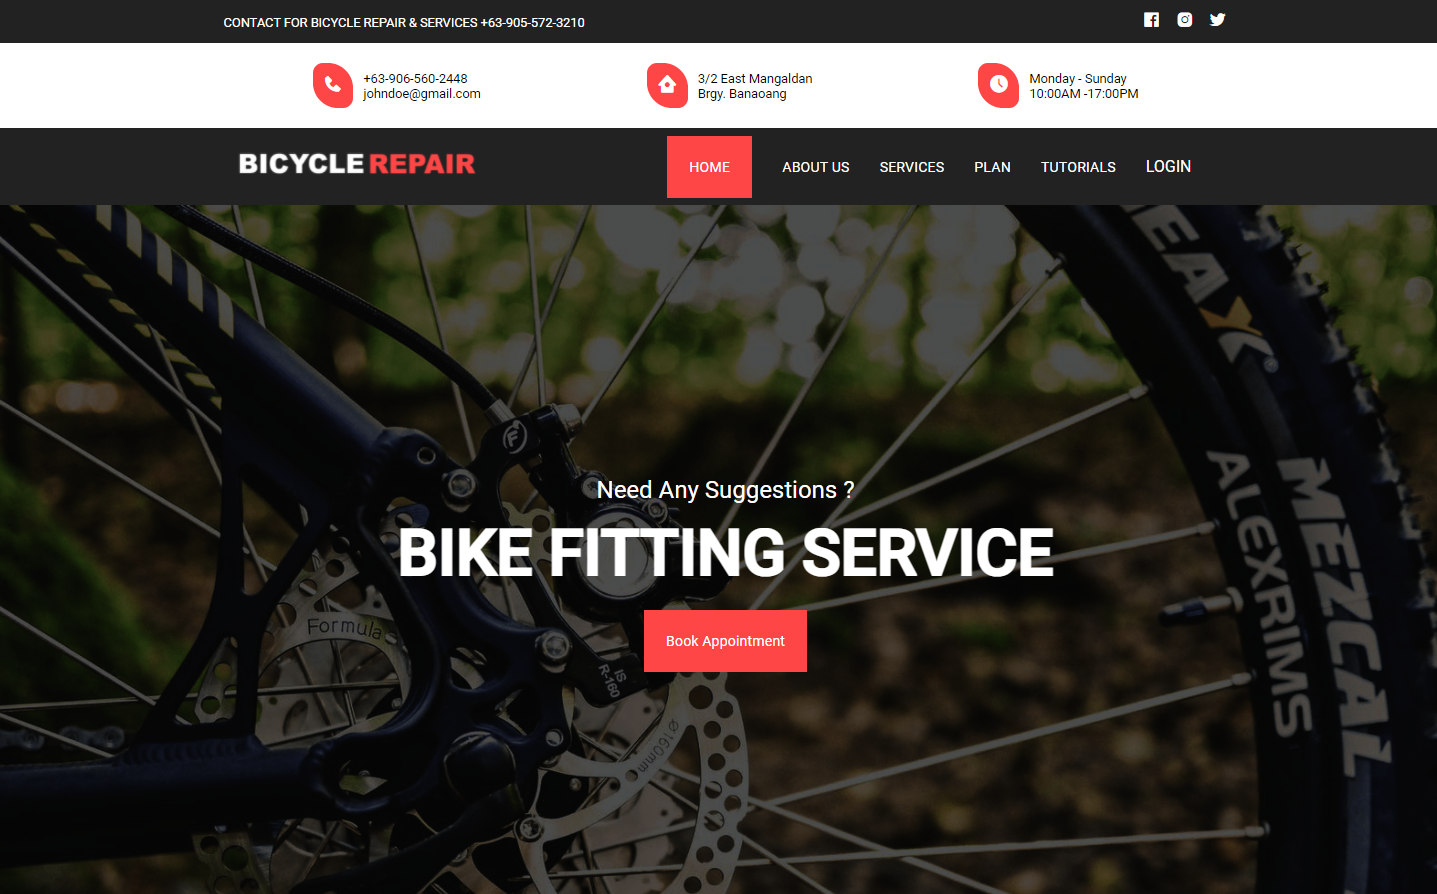 CONTACT FOR BICYCLE REPAIR & SERVICES +63-905-572-3210
+63-906-560-2448
johndoe@gmail.com
3/2 East Mangaldan
Brgy. Banaoang
Monday - Sunday
10:00AM -17:00PM
BICYCLE REPAIR
HOME
ABOUT US
SERVICES
PLAN
TUTORIALS
LOGIN
Need Any Suggestions ?
BIKE FITTING SERVICE
Book Appointment
Formula
IS
R-160
Ø160mm
MEZCAL
ALEXRIMS